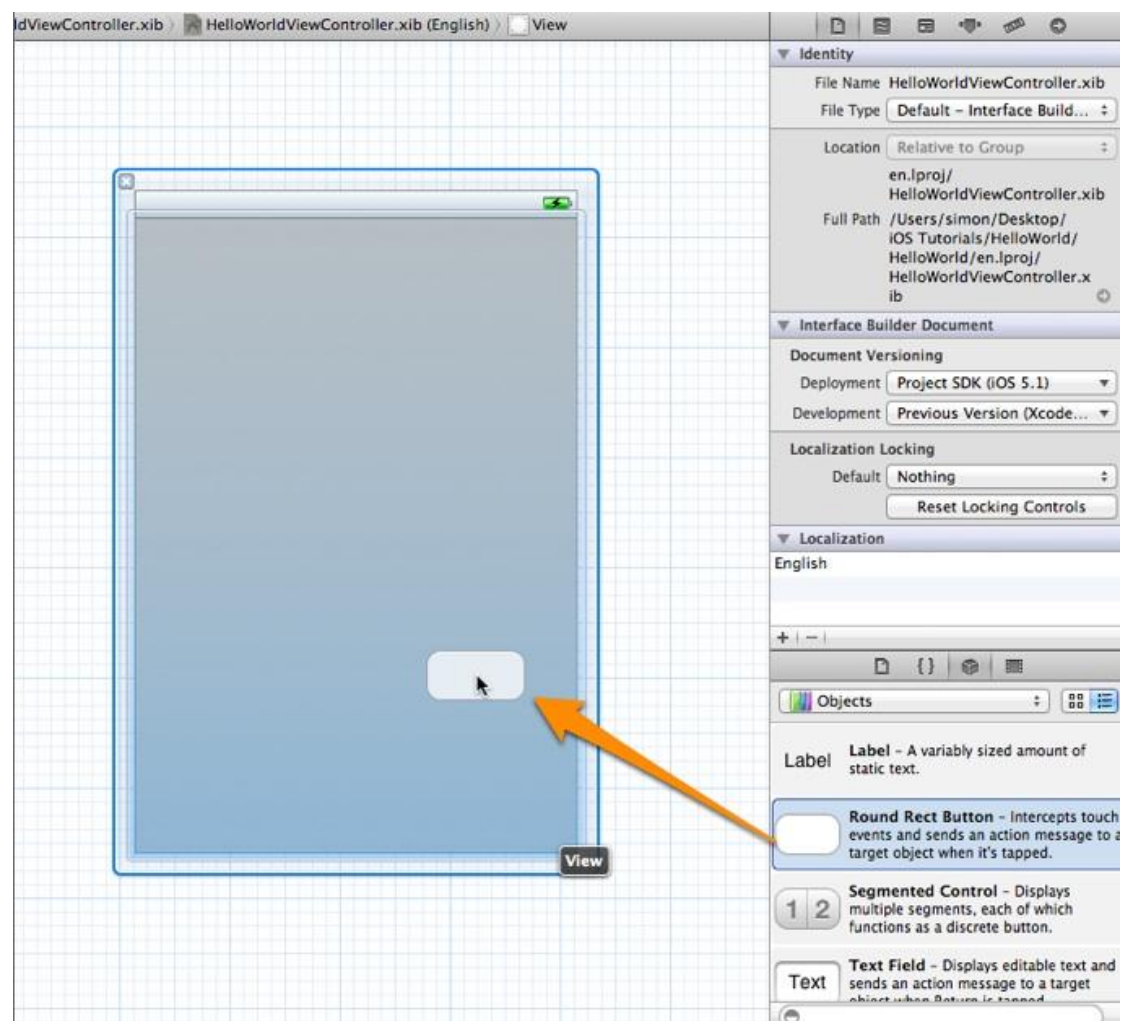 ldViewController.xib
HelloWorldViewController.xib (English)
View
Identity
File Name HelloWorldViewController.xib
File Type Default – Interface Build...
Location Relative to Group
en.lproj/
HelloWorldViewController.xib
Full Path /Users/simon/Desktop/
iOS Tutorials/HelloWorld/
HelloWorld/en.lproj/
HelloWorldViewController.x
ib
Interface Builder Document
Document Versioning
Deployment Project SDK (iOS 5.1)
Development Previous Version (Xcode...
Localization Locking
Default Nothing
Reset Locking Controls
Localization
English
+ −
{}
Objects
Label
Label – A variably sized amount of
static text.
Round Rect Button – Intercepts touch
events and sends an action message to a
target object when it's tapped.
1 2
Segmented Control – Displays
multiple segments, each of which
functions as a discrete button.
Text
Text Field – Displays editable text and
sends an action message to a target
object when Return is tapped
View